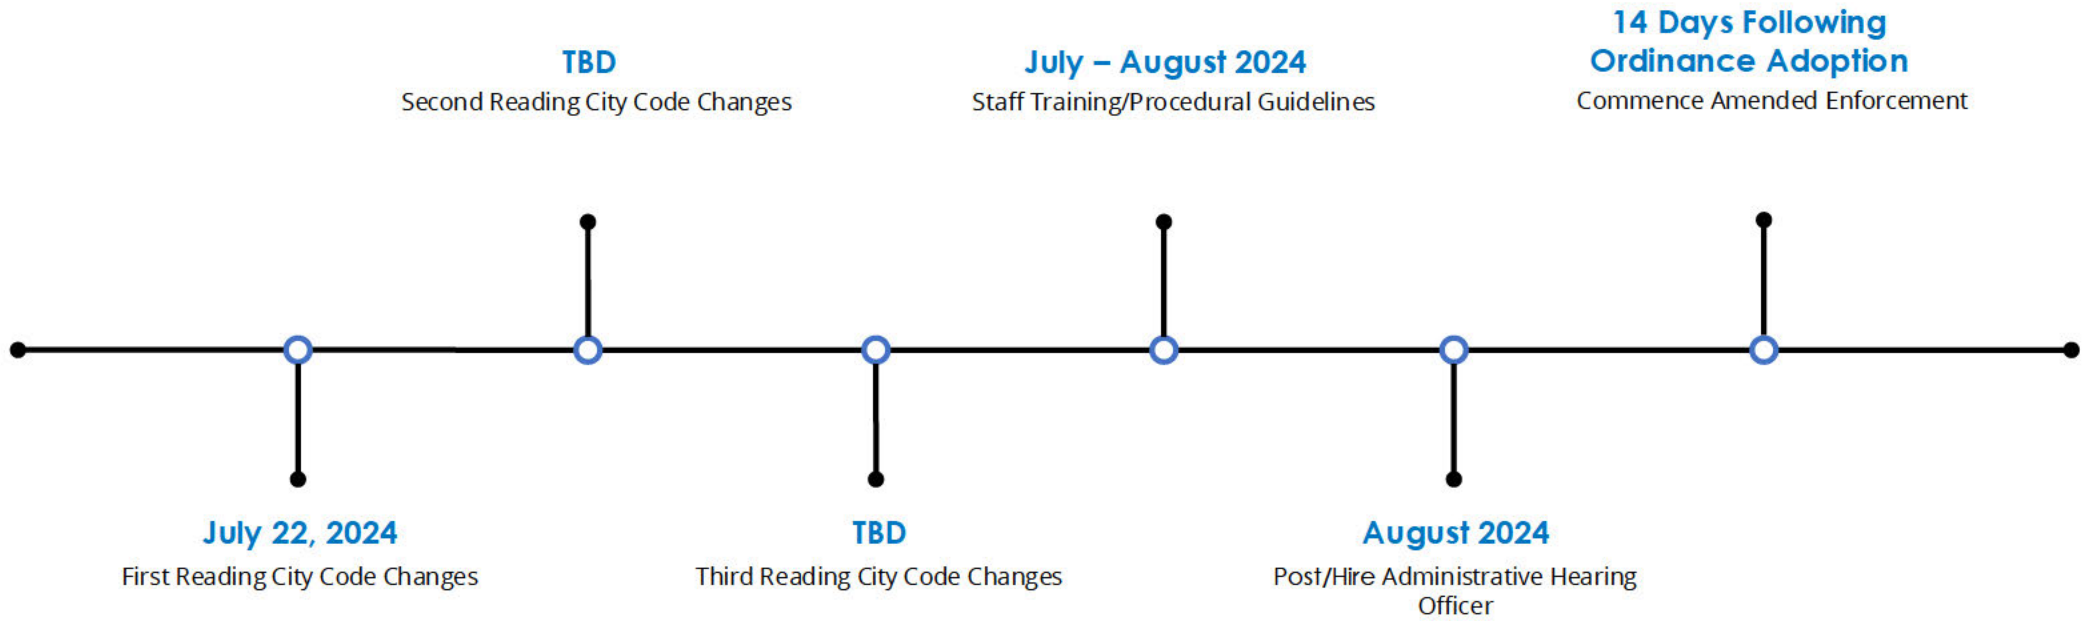 14 Days Following
Ordinance Adoption
Commence Amended Enforcement
TBD
Second Reading City Code Changes
July – August 2024
Staff Training/Procedural Guidelines
July 22, 2024
First Reading City Code Changes
TBD
Third Reading City Code Changes
August 2024
Post/Hire Administrative Hearing
Officer